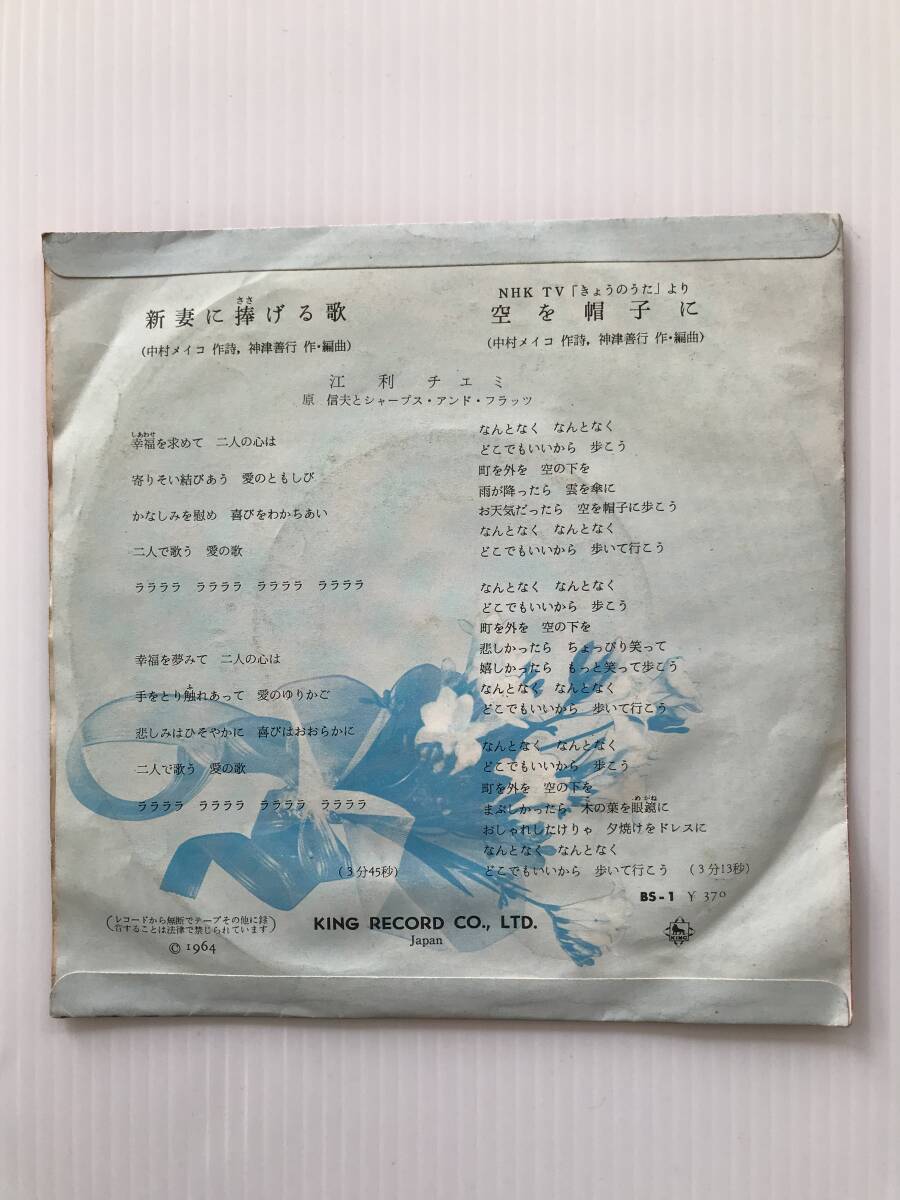 新妻に捧げる歌
ささ
(中村メイコ 作詩,神津善行 作・編曲)
NHK TV「きょうのうた」より
空を帽子に
(中村メイコ 作詩,神津善行 作・編曲)
江利チエミ
原 信夫とシャープス・アンド・フラッツ
しあわせ
幸福を求めて 二人の心は
寄りそい結びあう 愛のともしび
かなしみを慰め 喜びをわかちあい
二人で歌う 愛の歌
ララララ ララララ ララララ ララララ
幸福を夢みて 二人の心は
ふ
手をとり触れあって 愛のゆりかご
悲しみはひそやかに 喜びはおおらかに
二人で歌う 愛の歌
ララララ ララララ ララララ ララララ
(3分45秒)
なんとなく なんとなく
どこでもいいから 歩こう
町を外を 空の下を
雨が降ったら 雲を傘に
お天気だったら 空を帽子に歩こう
なんとなく なんとなく
どこでもいいから 歩いて行こう
なんとなく なんとなく
どこでもいいから 歩こう
町を外を 空の下を
悲しかったら ちょっぴり笑って
嬉しかったら もっと笑って歩こう
なんとなく なんとなく
どこでもいいから 歩いて行こう
なんとなく なんとなく
どこでもいいから 歩こう
町を外を 空の下を
めがね
まぶしかったら 木の葉を眼鏡に
おしゃれしたけりゃ 夕焼けをドレスに
なんとなく なんとなく
どこでもいいから 歩いて行こう (3分13秒)
BS-1 ¥370
(レコードから無断でテープその他に録
音することは法律で禁じられています)
© 1964
KING RECORD CO., LTD.
Japan
KING